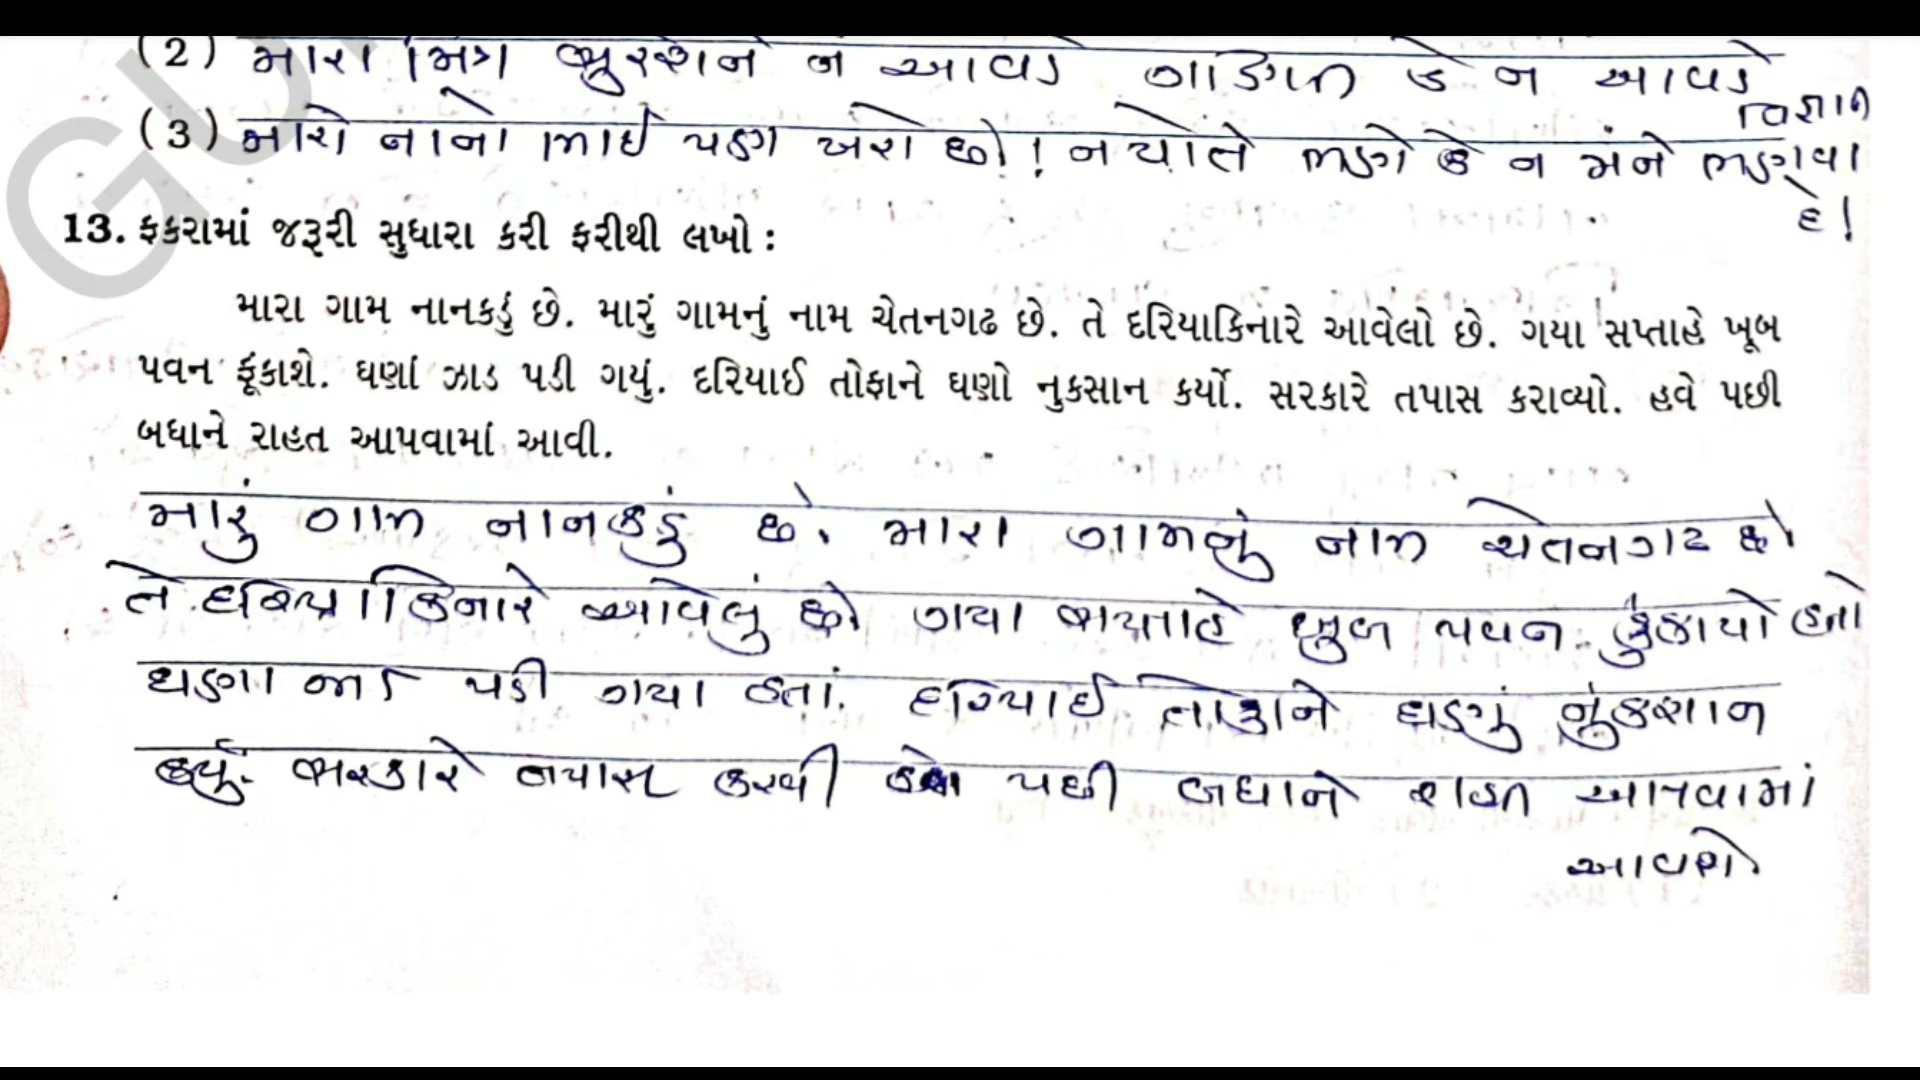 (2) મારા મિત્ર સુરેશને ન આવડે ગણિત કે ન આવડે
વિજ્ઞાન
(3) મારો નાનો ભાઈ પણ ખરો છે! ન પોતે ભણે કે ન મને ભણવા
દે!
13. ફકરામાં જરૂરી સુધારા કરી ફરીથી લખો :
મારા ગામ નાનકડું છે. મારું ગામનું નામ ચેતનગઢ છે. તે દરિયાકિનારે આવેલો છે. ગયા સપ્તાહે ખૂબ
પવન ફૂંકાશે. ઘણાં ઝાડ પડી ગયું. દરિયાઈ તોફાને ઘણો નુકસાન કર્યો. સરકારે તપાસ કરાવ્યો. હવે પછી
બધાને રાહત આપવામાં આવી.
મારું ગામ નાનકડું છે. મારા ગામનું નામ ચેતનગઢ છે
તે દરિયાકિનારે આવેલું છે ગયા સપ્તાહે ખુબ પવન ફુંકાયો હતો
ઘણા ઝાડ પડી ગયા હતાં. દરિયાઈ તોફાને ઘણું નુકશાન
કર્યું. સરકારે તપાસ કરાવી પછી બધાને રાહત આપવામાં
આવશે.